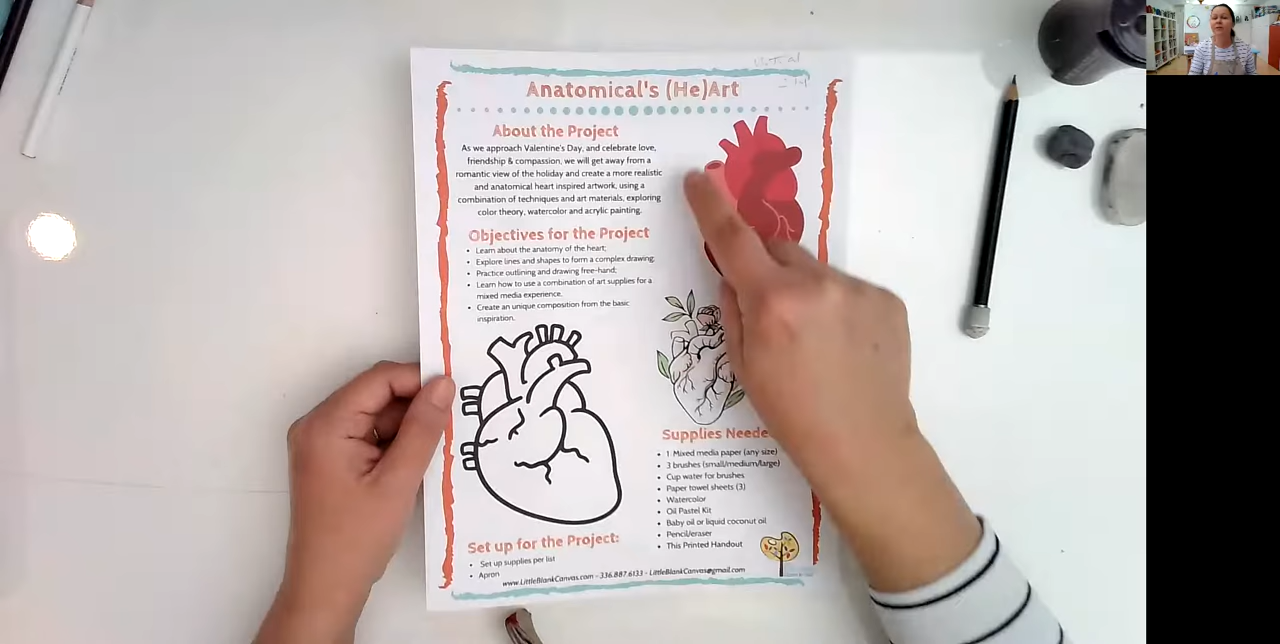 Anatomical's (He)Art
About the Project
As we approach Valentine's Day, and celebrate love,
friendship & compassion, we will get away from a
romantic view of the holiday and create a more realistic
and anatomical heart inspired artwork, using a
combination of techniques and art materials, exploring
color theory, watercolor and acrylic painting.
Objectives for the Project
• Learn about the anatomy of the heart;
• Explore lines and shapes to form a complex drawing;
• Practice outlining and drawing free-hand;
• Learn how to use a combination of art supplies for a
mixed media experience.
• Create an unique composition from the basic
inspiration.
Supplies Neede
• 1 Mixed media paper (any size)
• 3 brushes (small/medium/large)
• Cup water for brushes
• Paper towel sheets (3)
• Watercolor
• Oil Pastel Kit
• Baby oil or liquid coconut oil
• Pencil/eraser
• This Printed Handout
Set up for the Project:
• Set up supplies per list
• Apron
www.LittleBlankCanvas.com - 336.887.6133 - LittleBlankCanvas@gmail.com